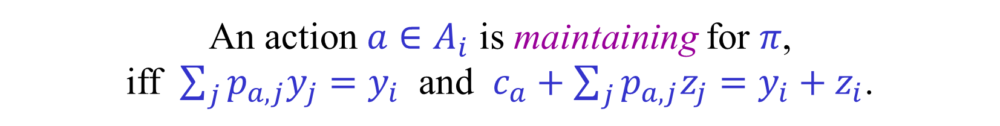 An action a ∈ A_i is maintaining for π,
iff ∑_j p_{a,j} y_j = y_i and c_a + ∑_j p_{a,j} z_j = y_i + z_i.